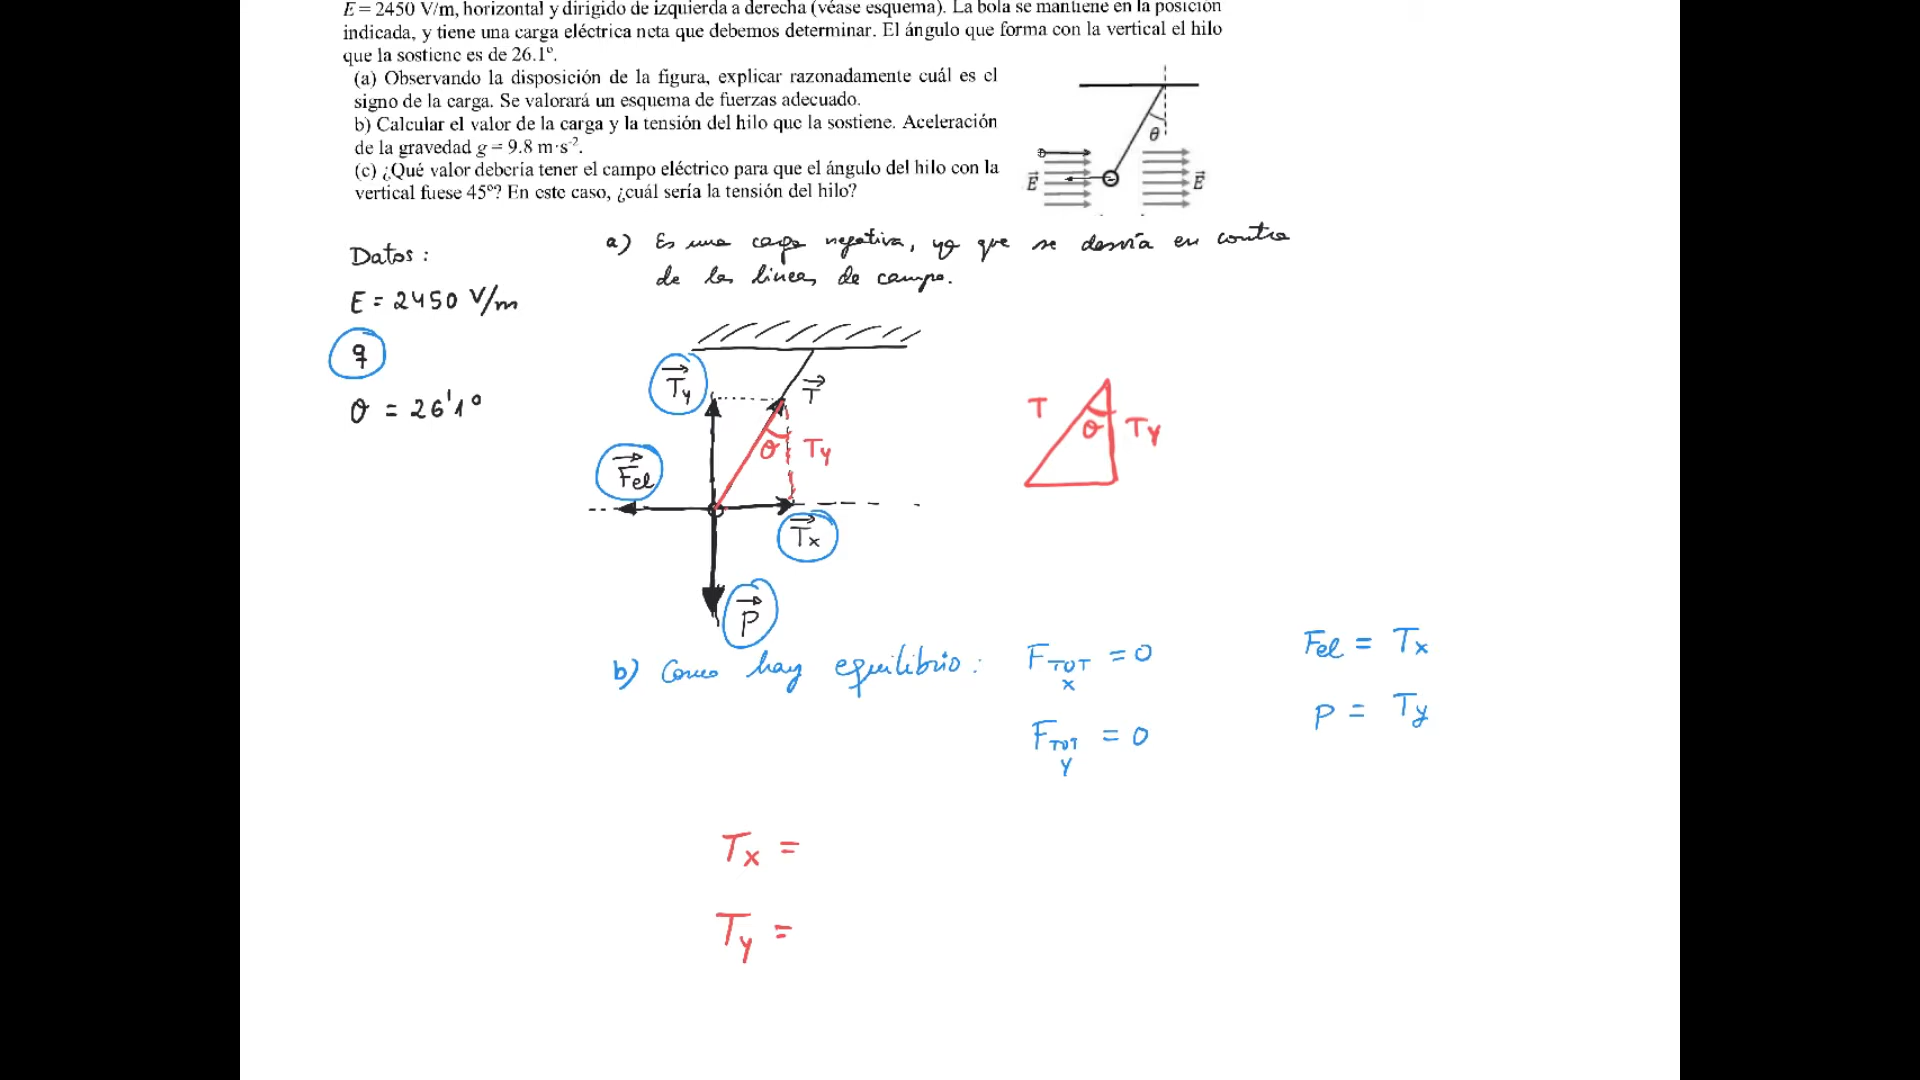 E = 2450 V/m, horizontal y dirigido de izquierda a derecha (véase esquema). La bola se mantiene en la posición
indicada, y tiene una carga eléctrica neta que debemos determinar. El ángulo que forma con la vertical el hilo
que la sostiene es de 26.1º.
(a) Observando la disposición de la figura, explicar razonadamente cuál es el
signo de la carga. Se valorará un esquema de fuerzas adecuado.
b) Calcular el valor de la carga y la tensión del hilo que la sostiene. Aceleración
de la gravedad g = 9.8 m·s⁻².
(c) ¿Qué valor debería tener el campo eléctrico para que el ángulo del hilo con la
vertical fuese 45º? En este caso, ¿cuál sería la tensión del hilo?
θ
E⃗
E⃗
Datos :
E = 2450 V/m
q
θ = 26'1º
a) Es una carga negativa, ya que se desvía en contra
de las líneas de campo.
T⃗y
T⃗
θ
Ty
F⃗el
T⃗x
P⃗
T
θ
Ty
b) Como hay equilibrio :
F TOT x = 0
F TOT y = 0
Fel = Tx
P = Ty
Tx =
Ty =